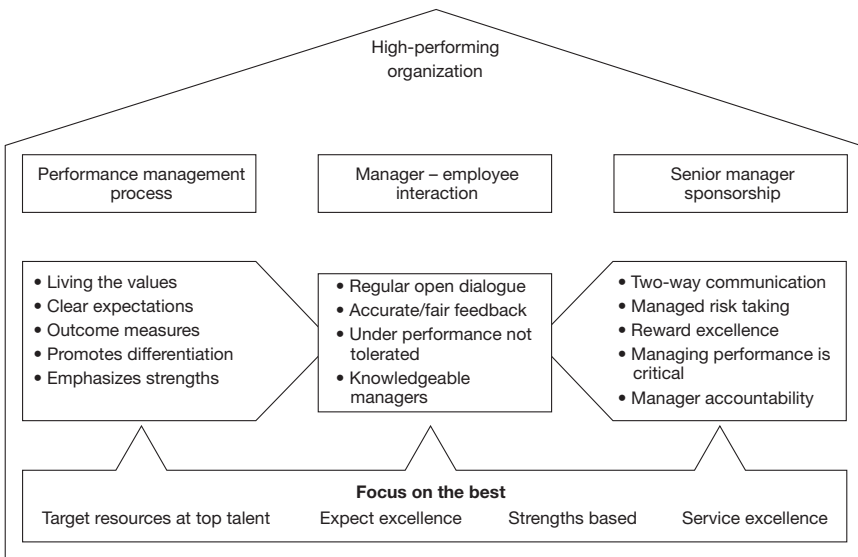 High-performing
organization
Performance management
process
Manager – employee
interaction
Senior manager
sponsorship
• Living the values
• Clear expectations
• Outcome measures
• Promotes differentiation
• Emphasizes strengths
• Regular open dialogue
• Accurate/fair feedback
• Under performance not
tolerated
• Knowledgeable
managers
• Two-way communication
• Managed risk taking
• Reward excellence
• Managing performance is
critical
• Manager accountability
Focus on the best
Target resources at top talent Expect excellence Strengths based Service excellence